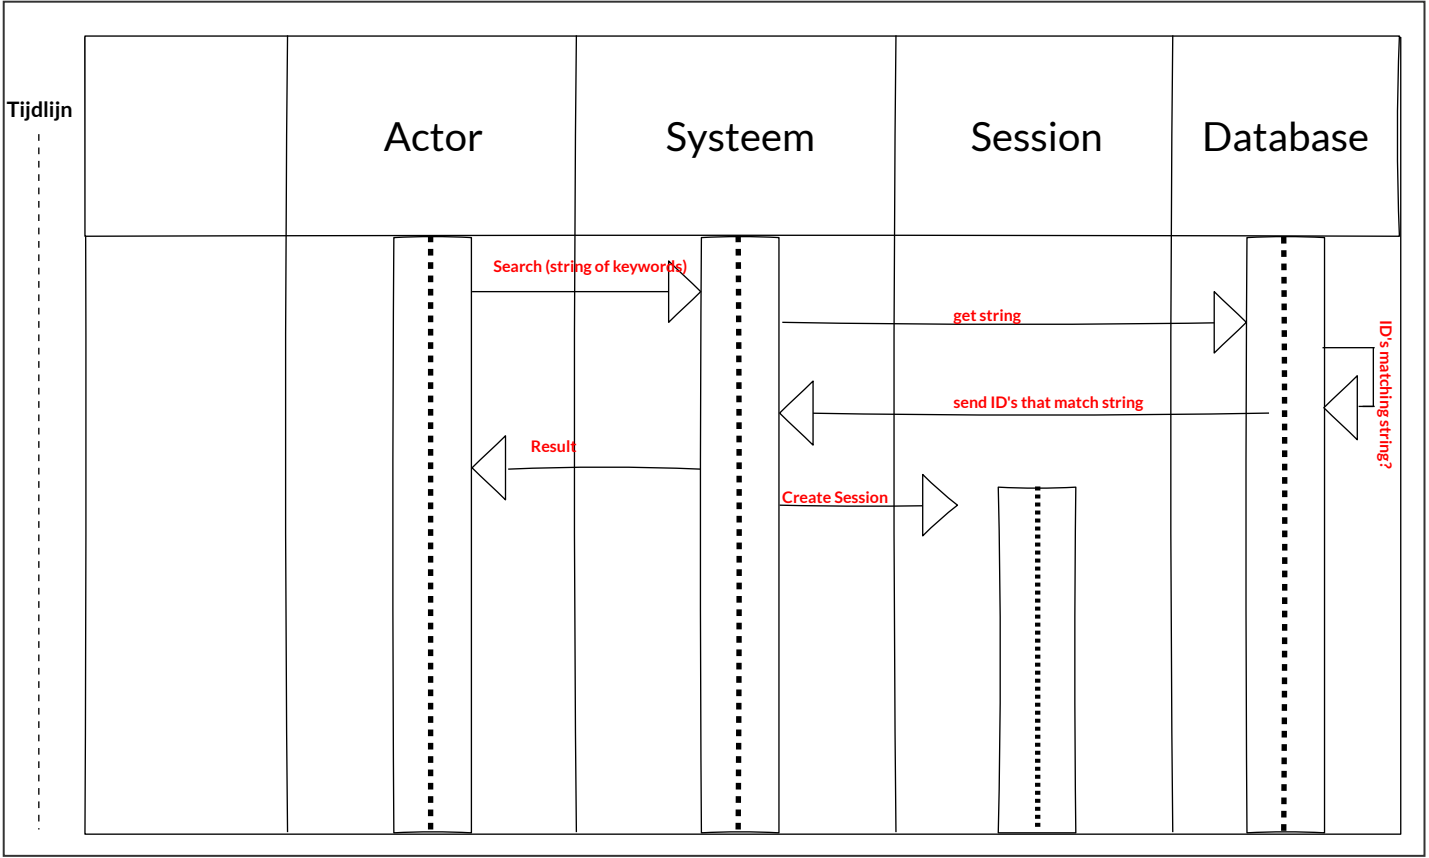 Tijdlijn
Actor
Systeem
Session
Database
Search (string of keywords)
get string
ID's matching string?
send ID's that match string
Result
Create Session